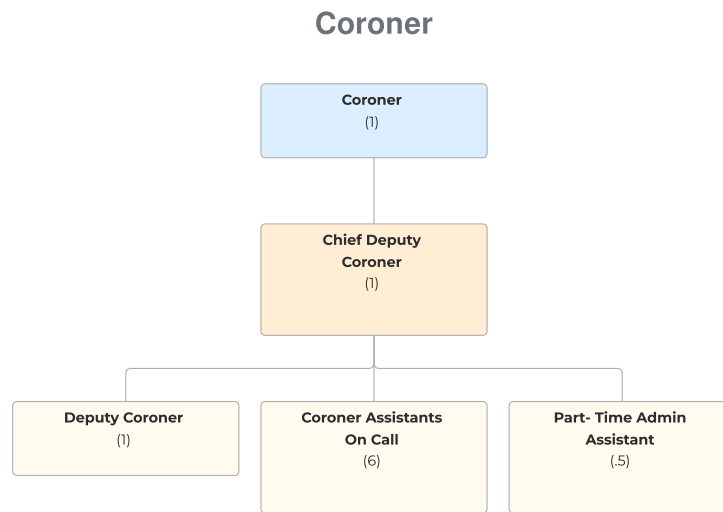 Coroner
Coroner
(1)
Chief Deputy
Coroner
(1)
Deputy Coroner
(1)
Coroner Assistants
On Call
(6)
Part- Time Admin
Assistant
(.5)